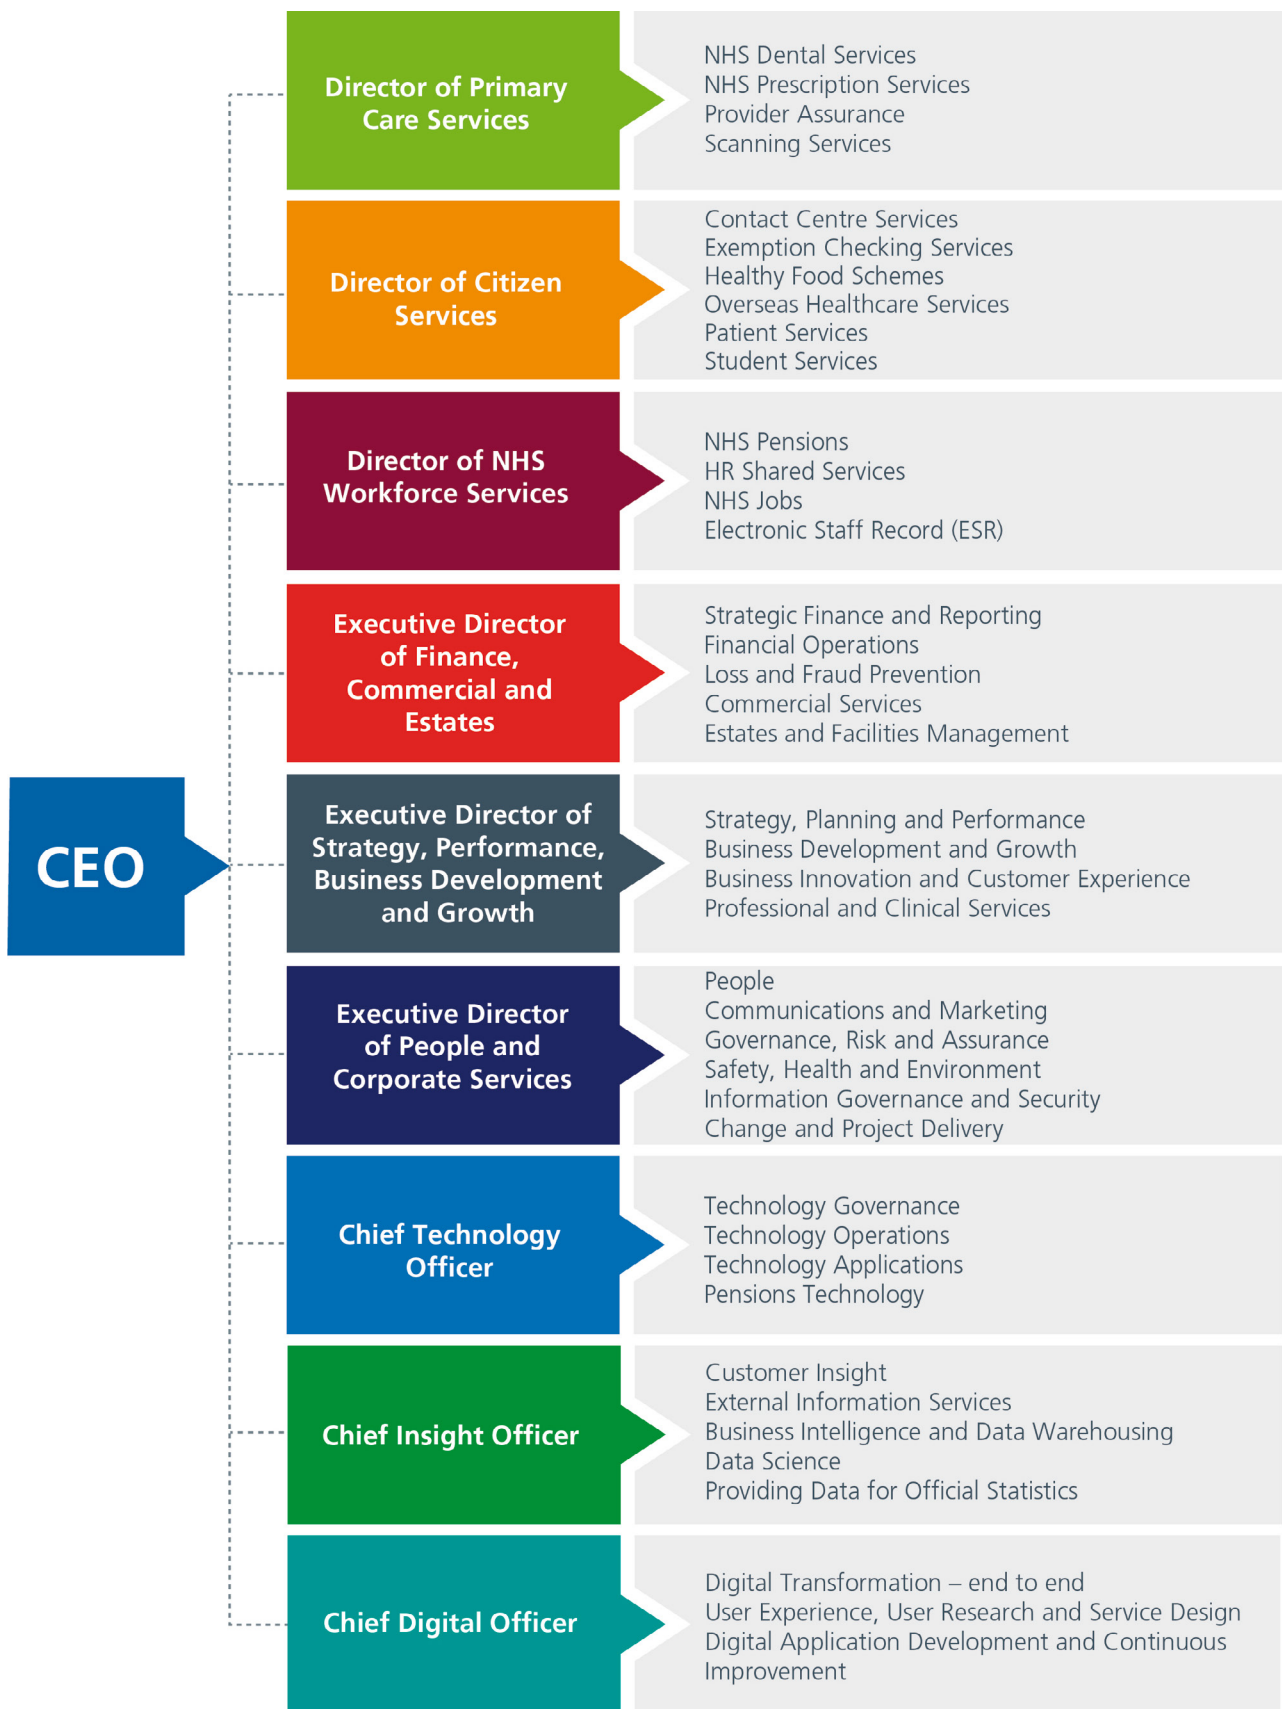 Director of Primary
Care Services
NHS Dental Services
NHS Prescription Services
Provider Assurance
Scanning Services
Director of Citizen
Services
Contact Centre Services
Exemption Checking Services
Healthy Food Schemes
Overseas Healthcare Services
Patient Services
Student Services
Director of NHS
Workforce Services
NHS Pensions
HR Shared Services
NHS Jobs
Electronic Staff Record (ESR)
Executive Director
of Finance,
Commercial and
Estates
Strategic Finance and Reporting
Financial Operations
Loss and Fraud Prevention
Commercial Services
Estates and Facilities Management
CEO
Executive Director of
Strategy, Performance,
Business Development
and Growth
Strategy, Planning and Performance
Business Development and Growth
Business Innovation and Customer Experience
Professional and Clinical Services
Executive Director
of People and
Corporate Services
People
Communications and Marketing
Governance, Risk and Assurance
Safety, Health and Environment
Information Governance and Security
Change and Project Delivery
Chief Technology
Officer
Technology Governance
Technology Operations
Technology Applications
Pensions Technology
Chief Insight Officer
Customer Insight
External Information Services
Business Intelligence and Data Warehousing
Data Science
Providing Data for Official Statistics
Chief Digital Officer
Digital Transformation – end to end
User Experience, User Research and Service Design
Digital Application Development and Continuous
Improvement